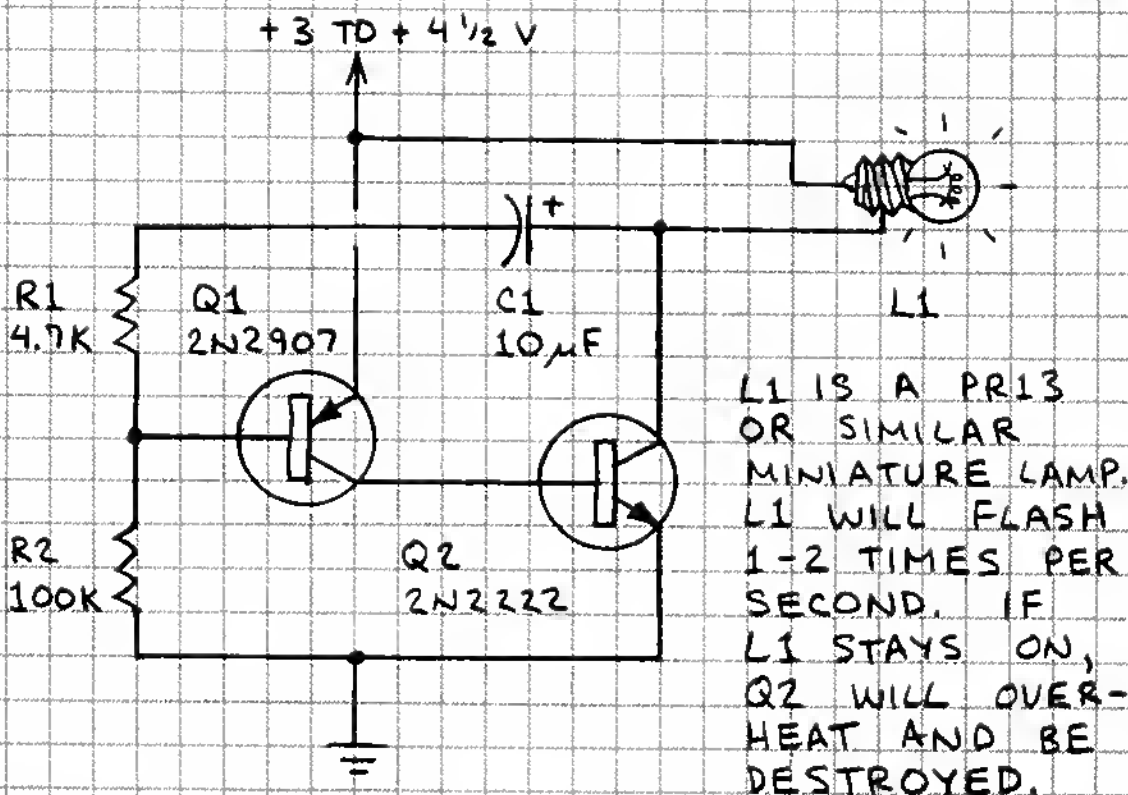 +3 TO + 4 1/2 V
+
R1
4.7K
Q1
2N2907
C1
10µF
L1
R2
100K
Q2
2N2222
L1 IS A PR13
OR SIMILAR
MINIATURE LAMP.
L1 WILL FLASH
1-2 TIMES PER
SECOND. IF
L1 STAYS ON,
Q2 WILL OVER-
HEAT AND BE
DESTROYED.